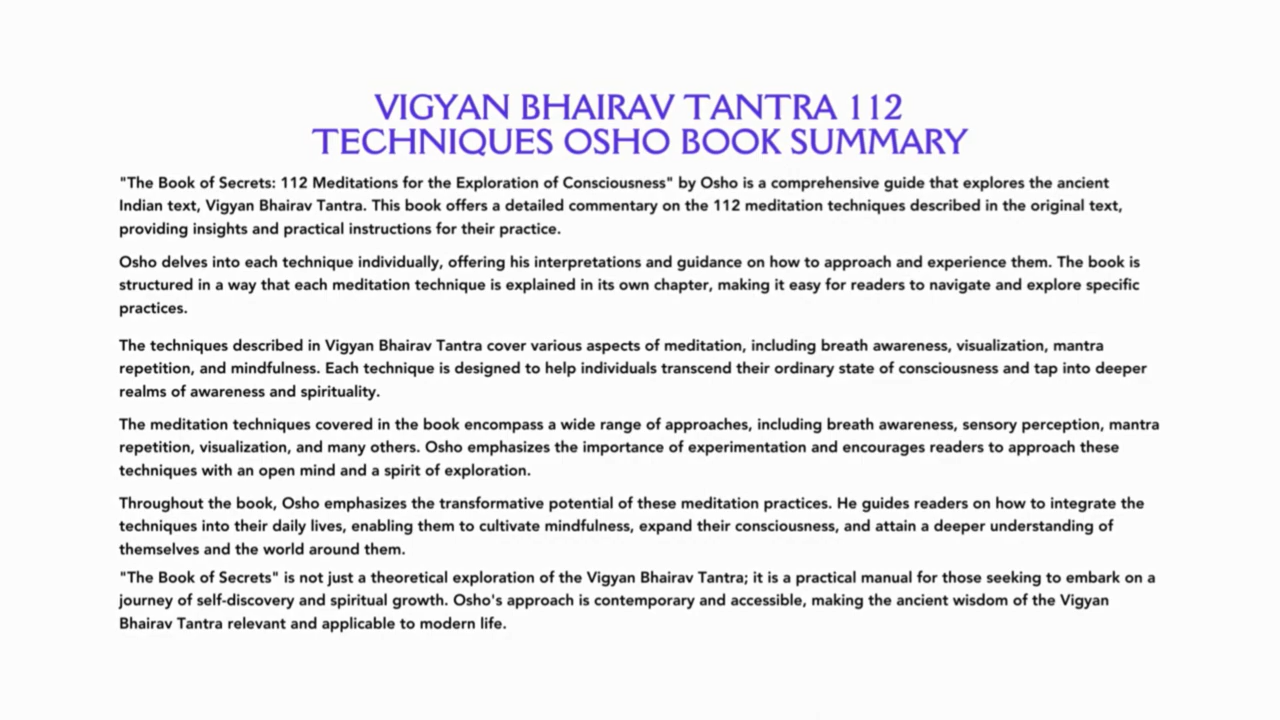 VIGYAN BHAIRAV TANTRA 112
TECHNIQUES OSHO BOOK SUMMARY
"The Book of Secrets: 112 Meditations for the Exploration of Consciousness" by Osho is a comprehensive guide that explores the ancient
Indian text, Vigyan Bhairav Tantra. This book offers a detailed commentary on the 112 meditation techniques described in the original text,
providing insights and practical instructions for their practice.
Osho delves into each technique individually, offering his interpretations and guidance on how to approach and experience them. The book is
structured in a way that each meditation technique is explained in its own chapter, making it easy for readers to navigate and explore specific
practices.
The techniques described in Vigyan Bhairav Tantra cover various aspects of meditation, including breath awareness, visualization, mantra
repetition, and mindfulness. Each technique is designed to help individuals transcend their ordinary state of consciousness and tap into deeper
realms of awareness and spirituality.
The meditation techniques covered in the book encompass a wide range of approaches, including breath awareness, sensory perception, mantra
repetition, visualization, and many others. Osho emphasizes the importance of experimentation and encourages readers to approach these
techniques with an open mind and a spirit of exploration.
Throughout the book, Osho emphasizes the transformative potential of these meditation practices. He guides readers on how to integrate the
techniques into their daily lives, enabling them to cultivate mindfulness, expand their consciousness, and attain a deeper understanding of
themselves and the world around them.
"The Book of Secrets" is not just a theoretical exploration of the Vigyan Bhairav Tantra; it is a practical manual for those seeking to embark on a
journey of self-discovery and spiritual growth. Osho's approach is contemporary and accessible, making the ancient wisdom of the Vigyan
Bhairav Tantra relevant and applicable to modern life.